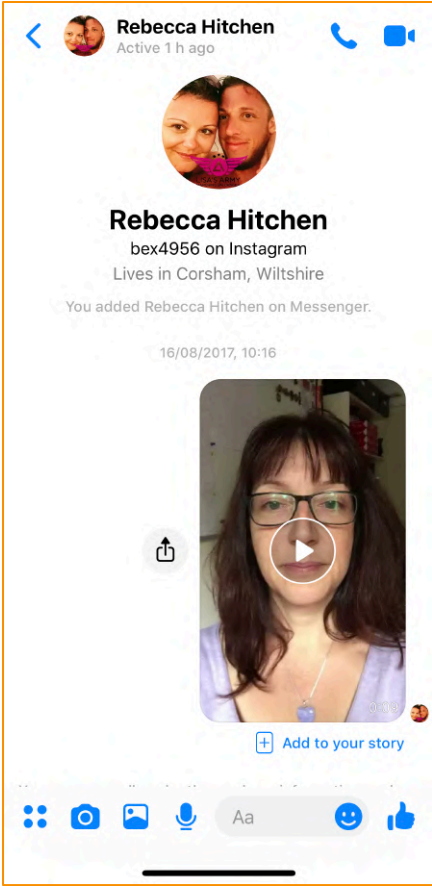 Rebecca Hitchen
Active 1 h ago
Rebecca Hitchen
bex4956 on Instagram
Lives in Corsham, Wiltshire
You added Rebecca Hitchen on Messenger.
16/08/2017, 10:16
Add to your story
Aa